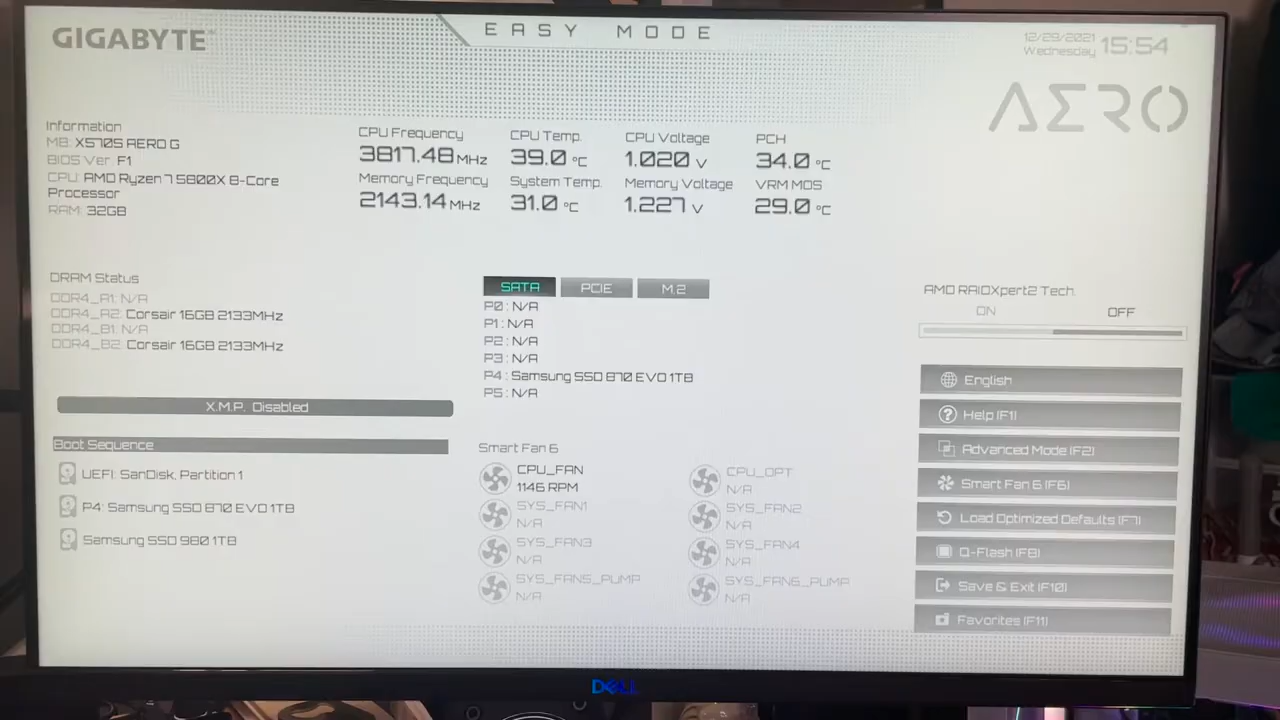 GIGABYTE™
EASY MODE
12/29/2021
Wednesday
15:54
AERO
Information
MB: X570S AERO G
BIOS Ver. F1
CPU: AMD Ryzen 7 5800X 8-Core
Processor
RAM: 32GB
CPU Frequency
3817.48 MHz
Memory Frequency
2143.14 MHz
CPU Temp.
39.0 °C
System Temp.
31.0 °C
CPU Voltage
1.020 V
Memory Voltage
1.227 V
PCH
34.0 °C
VRM MOS
29.0 °C
DRAM Status
DDR4_A1: N/A
DDR4_A2: Corsair 16GB 2133MHz
DDR4_B1: N/A
DDR4_B2: Corsair 16GB 2133MHz
X.M.P. Disabled
Boot Sequence
UEFI: SanDisk, Partition 1
P4: Samsung SSD 870 EVO 1TB
Samsung SSD 980 1TB
SATA PCIE M.2
P0 : N/A
P1 : N/A
P2 : N/A
P3 : N/A
P4 : Samsung SSD 870 EVO 1TB
P5 : N/A
Smart Fan 6
CPU_FAN
1146 RPM
CPU_OPT
N/A
SYS_FAN1
N/A
SYS_FAN2
N/A
SYS_FAN3
N/A
SYS_FAN4
N/A
SYS_FAN5_PUMP
N/A
SYS_FAN6_PUMP
N/A
AMD RAIDXpert2 Tech.
ON OFF
English
Help (F1)
Advanced Mode (F2)
Smart Fan 6 (F6)
Load Optimized Defaults (F7)
Q-Flash (F8)
Save & Exit (F10)
Favorites (F11)
DELL